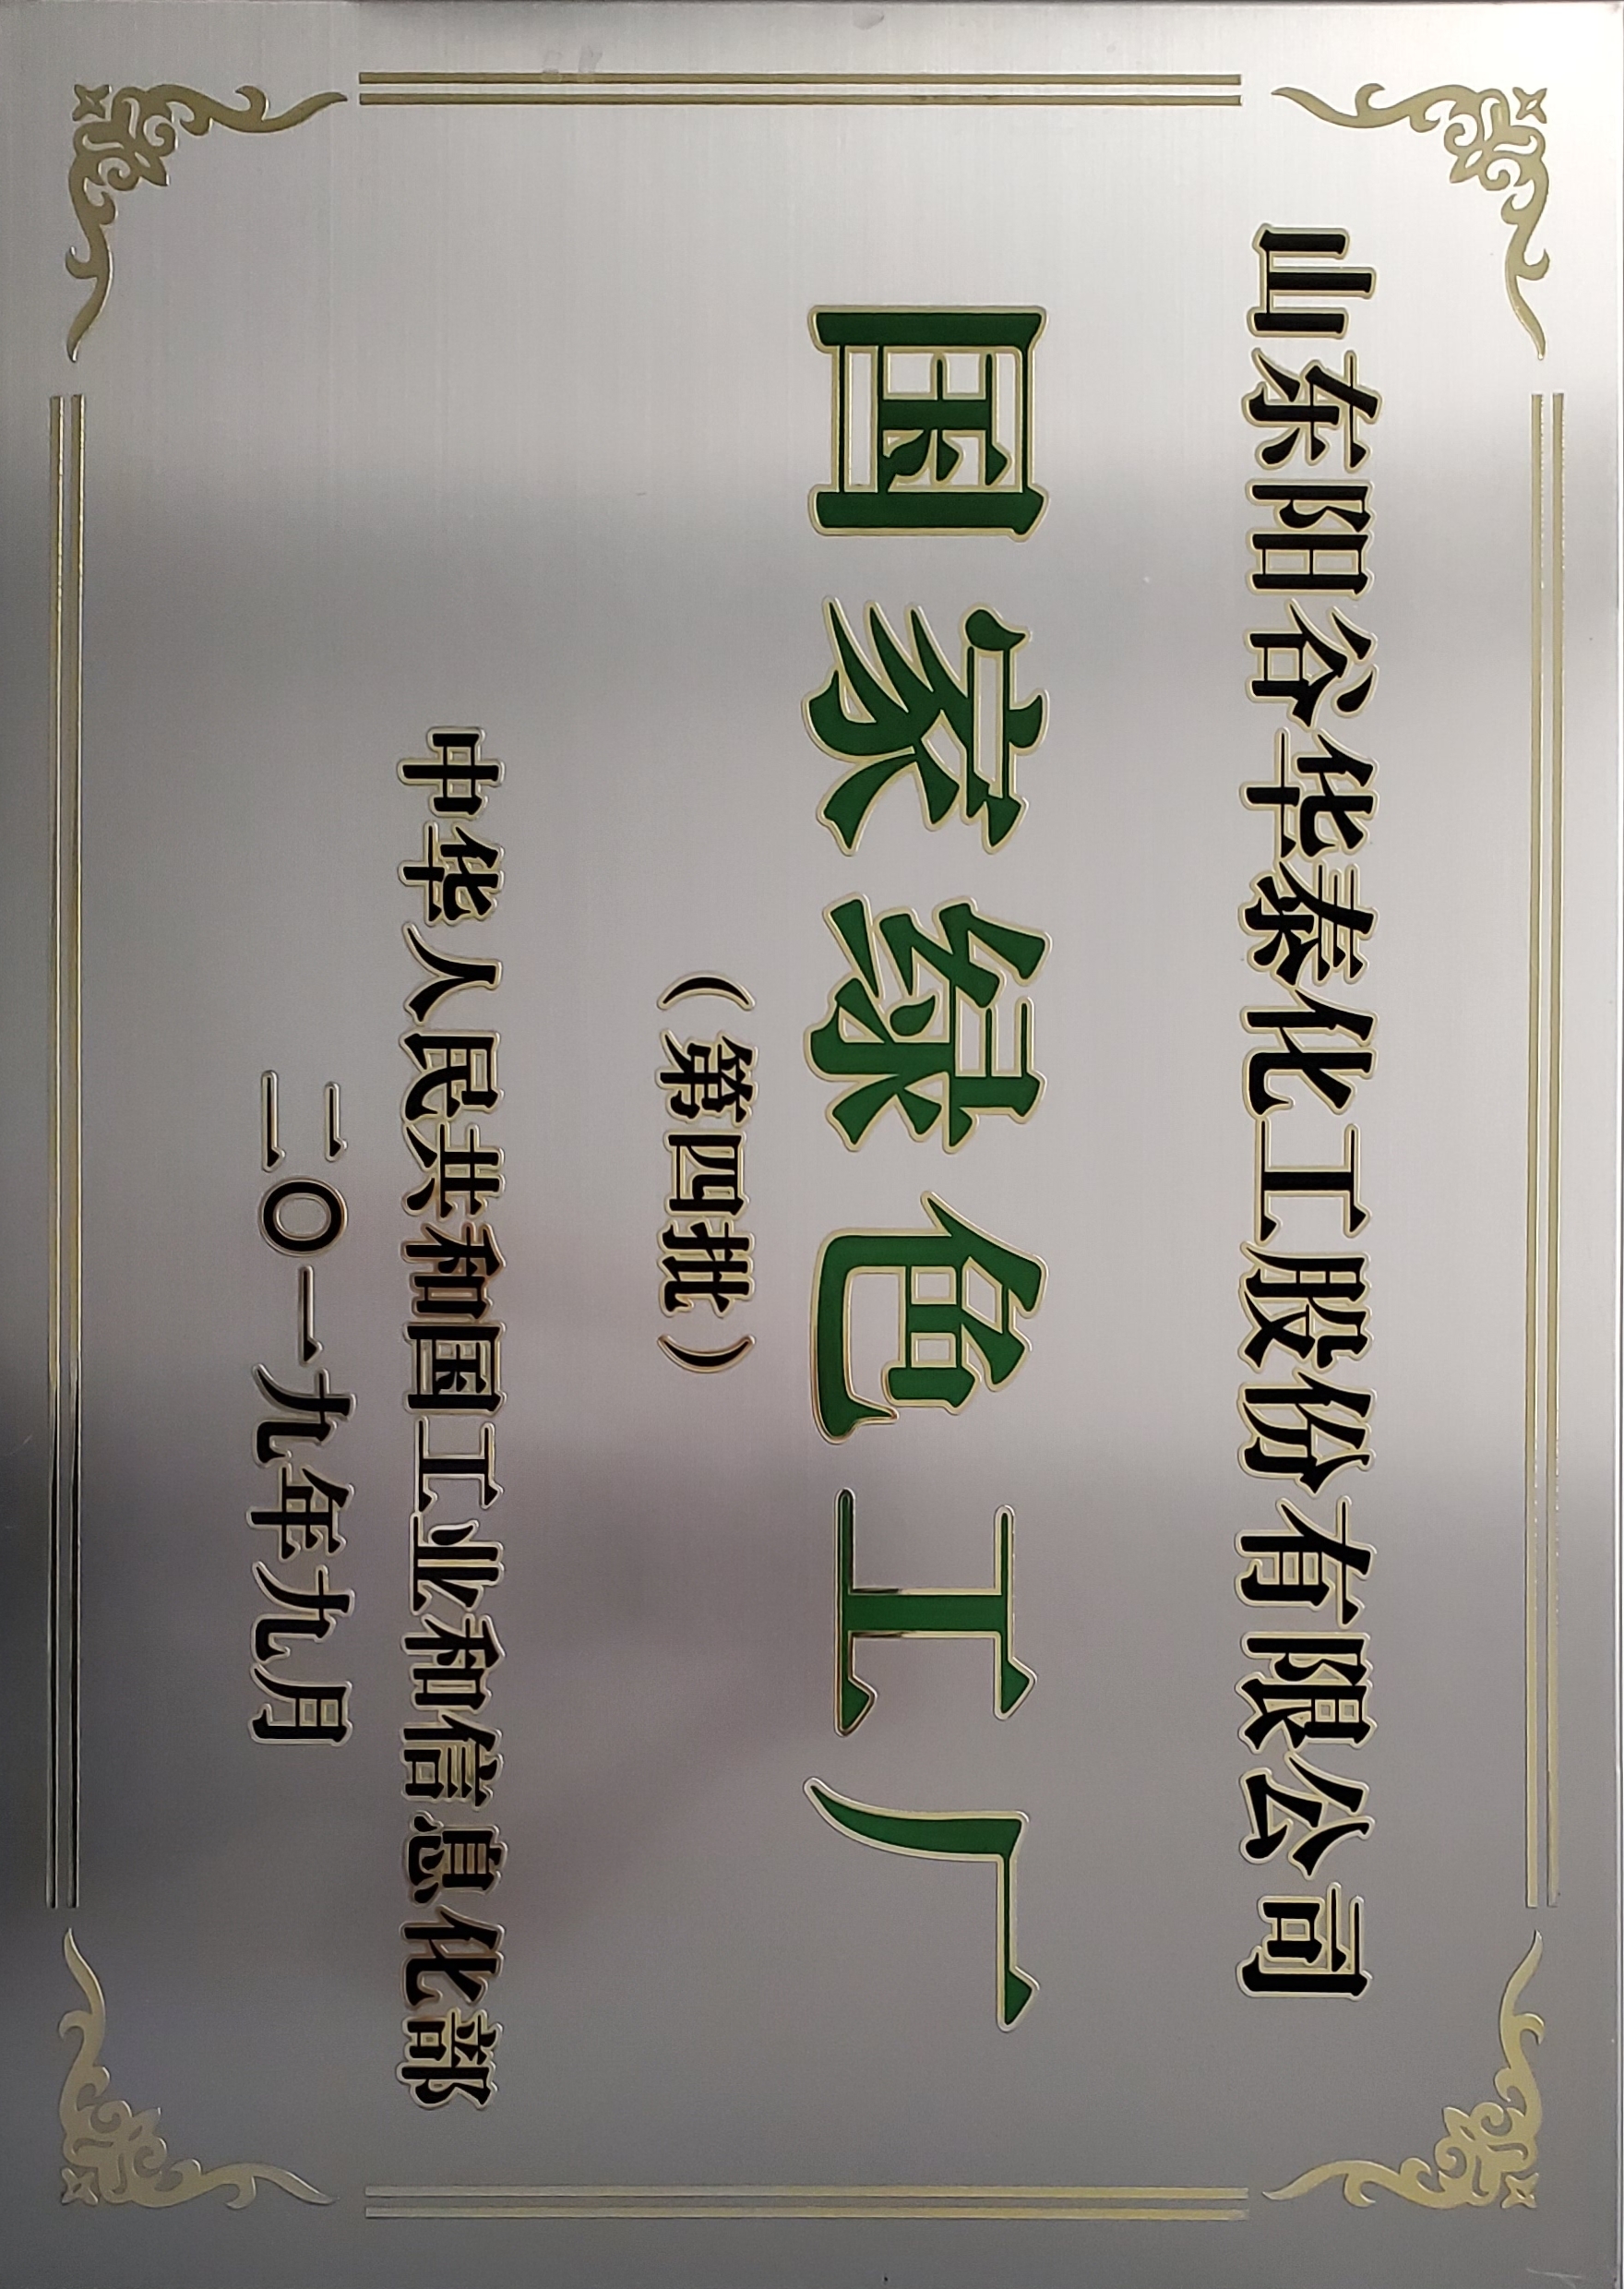 山东阳谷华泰化工股份有限公司
国家绿色工厂
（第四批）
中华人民共和国工业和信息化部
二〇一九年九月